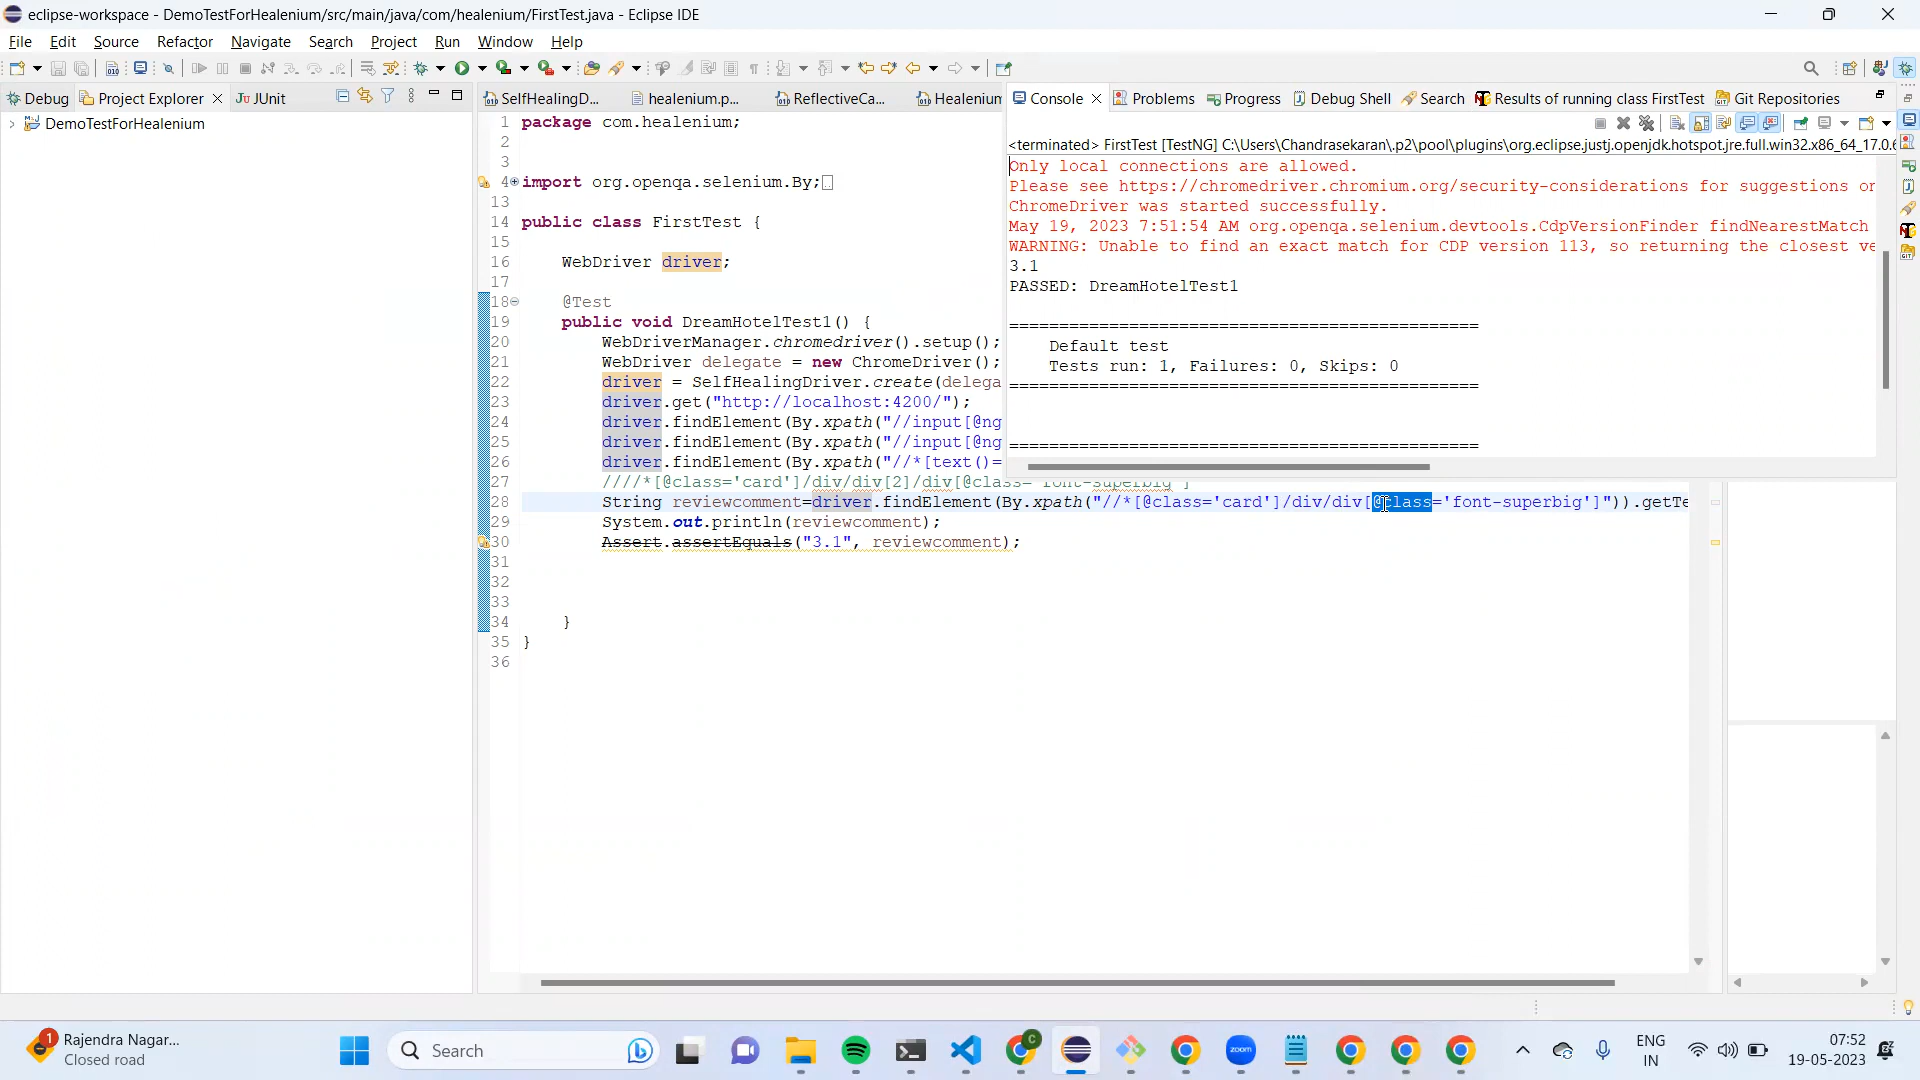 eclipse-workspace - DemoTestForHealenium/src/main/java/com/healenium/FirstTest.java - Eclipse IDE
File Edit Source Refactor Navigate Search Project Run Window Help
Debug Project Explorer JUnit
DemoTestForHealenium
SelfHealingD... healenium.p... ReflectiveCa... Healenium
1 package com.healenium;
2
3
4 import org.openqa.selenium.By;
13
14 public class FirstTest {
15
16 WebDriver driver;
17
18 @Test
19 public void DreamHotelTest1() {
20 WebDriverManager.chromedriver().setup();
21 WebDriver delegate = new ChromeDriver();
22 driver = SelfHealingDriver.create(delega
23 driver.get("http://localhost:4200/");
24 driver.findElement(By.xpath("//input[@ng
25 driver.findElement(By.xpath("//input[@ng
26 driver.findElement(By.xpath("//*[text()=
27 ////*[@class='card']/div/div[2]/div[@class='font-superbig']
28 String reviewcomment=driver.findElement(By.xpath("//*[@class='card']/div/div[@class='font-superbig']")).getTe
29 System.out.println(reviewcomment);
30 Assert.assertEquals("3.1", reviewcomment);
31
32
33
34 }
35 }
36
Console Problems Progress Debug Shell Search Results of running class FirstTest Git Repositories
<terminated> FirstTest [TestNG] C:\Users\Chandrasekaran\.p2\pool\plugins\org.eclipse.justj.openjdk.hotspot.jre.full.win32.x86_64_17.0.6
Only local connections are allowed.
Please see https://chromedriver.chromium.org/security-considerations for suggestions on
ChromeDriver was started successfully.
May 19, 2023 7:51:54 AM org.openqa.selenium.devtools.CdpVersionFinder findNearestMatch
WARNING: Unable to find an exact match for CDP version 113, so returning the closest ve
3.1
PASSED: DreamHotelTest1
===============================================
Default test
Tests run: 1, Failures: 0, Skips: 0
===============================================
===============================================
1
Rajendra Nagar...
Closed road
Search
C
zoom
ENG
IN
07:52
19-05-2023